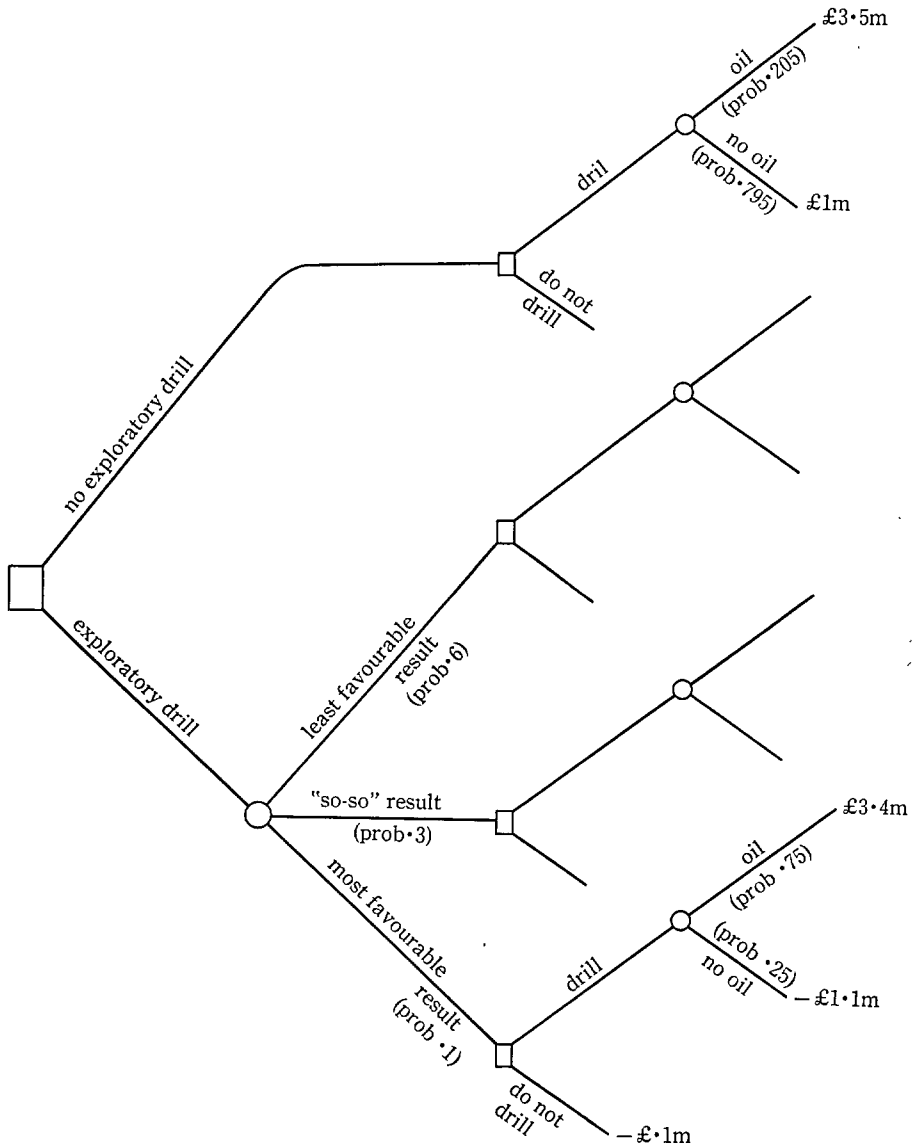 £3·5m
oil
(prob·205)
no oil
(prob·795)
£1m
dril
do not
drill
no exploratory drill
exploratory drill
least favourable
result
(prob·6)
"so-so" result
(prob·3)
most favourable
result
(prob ·1)
£3·4m
oil
(prob ·75)
(prob ·25)
no oil
−£1·1m
drill
do not
drill
−£·1m